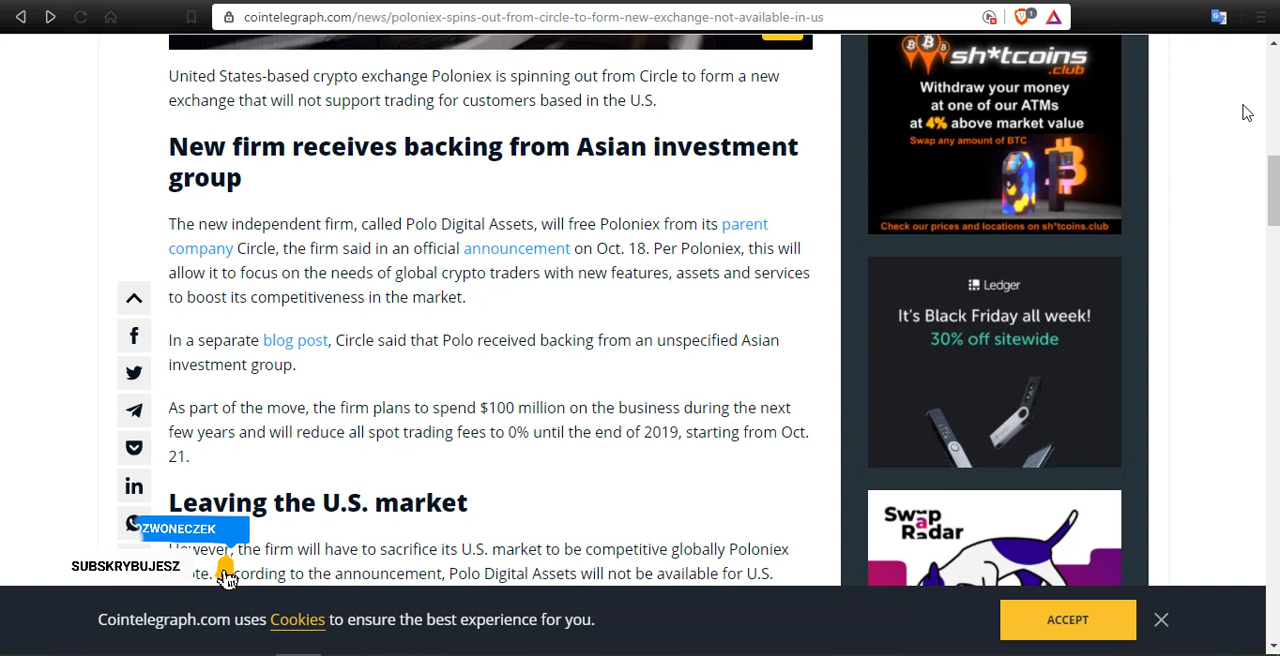 cointelegraph.com/news/poloniex-spins-out-from-circle-to-form-new-exchange-not-available-in-us
1
United States-based crypto exchange Poloniex is spinning out from Circle to form a new
exchange that will not support trading for customers based in the U.S.
New firm receives backing from Asian investment
group
The new independent firm, called Polo Digital Assets, will free Poloniex from its parent
company Circle, the firm said in an official announcement on Oct. 18. Per Poloniex, this will
allow it to focus on the needs of global crypto traders with new features, assets and services
to boost its competitiveness in the market.
In a separate blog post, Circle said that Polo received backing from an unspecified Asian
investment group.
As part of the move, the firm plans to spend $100 million on the business during the next
few years and will reduce all spot trading fees to 0% until the end of 2019, starting from Oct.
21.
Leaving the U.S. market
However, the firm will have to sacrifice its U.S. market to be competitive globally Poloniex
According to the announcement, Polo Digital Assets will not be available for U.S.
DZWONECZEK
SUBSKRYBUJESZ
sh*tcoins
.club
Withdraw your money
at one of our ATMs
at 4% above market value
Swap any amount of BTC
Check our prices and locations on sh*tcoins.club
Ledger
It's Black Friday all week!
30% off sitewide
Swap
Radar
Cointelegraph.com uses Cookies to ensure the best experience for you.
ACCEPT